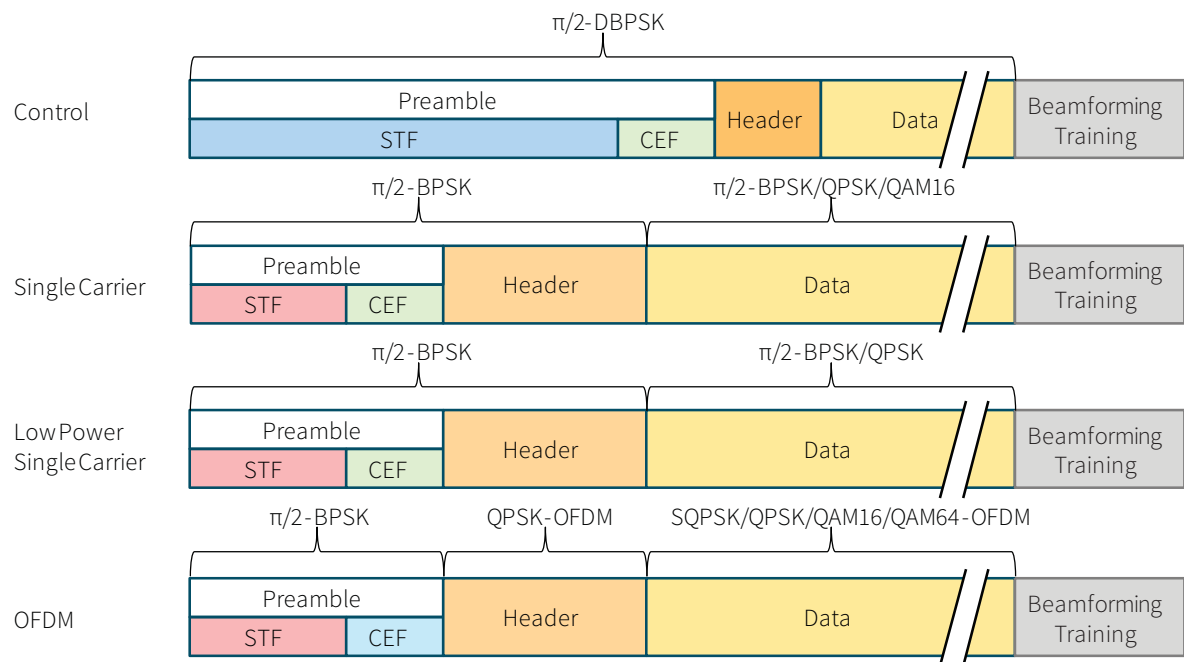 π/2-DBPSK
Control
Preamble
STF
CEF
Header
Data
Beamforming
Training
π/2-BPSK
π/2-BPSK/QPSK/QAM16
Single Carrier
Preamble
STF
CEF
Header
Data
Beamforming
Training
π/2-BPSK
π/2-BPSK/QPSK
Low Power
Single Carrier
Preamble
STF
CEF
Header
Data
Beamforming
Training
π/2-BPSK
QPSK-OFDM
SQPSK/QPSK/QAM16/QAM64-OFDM
OFDM
Preamble
STF
CEF
Header
Data
Beamforming
Training